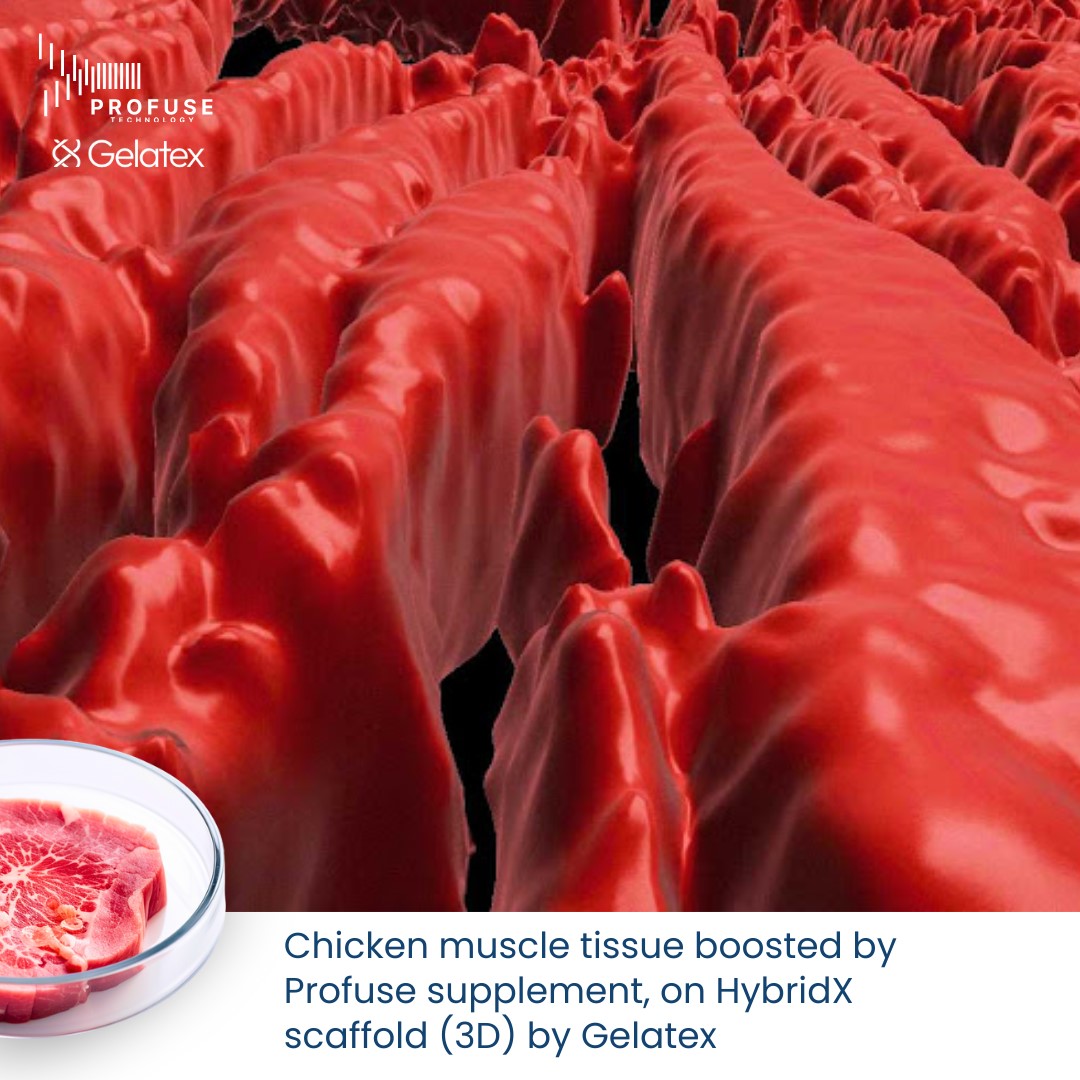 PROFUSE
TECHNOLOGY
Gelatex
Chicken muscle tissue boosted by
Profuse supplement, on HybridX
scaffold (3D) by Gelatex